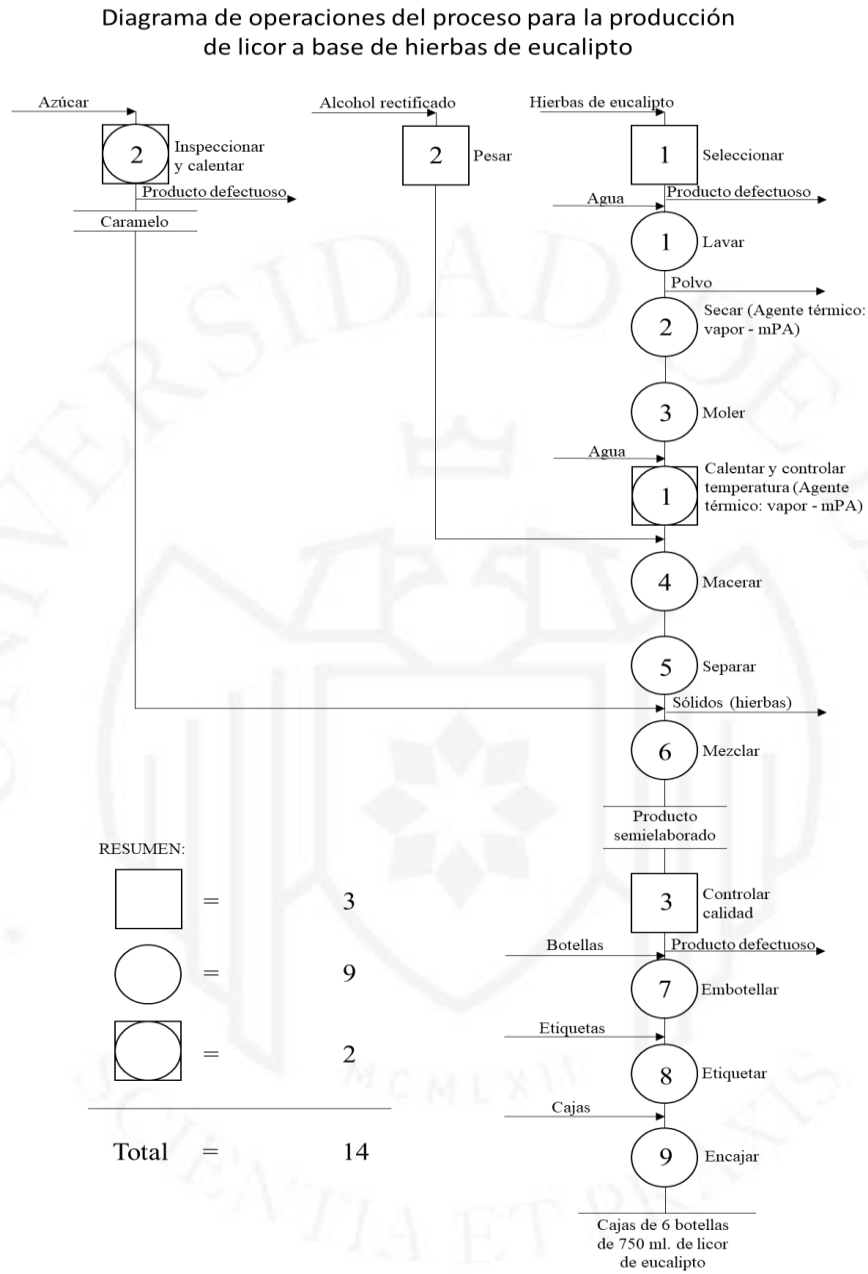 Diagrama de operaciones del proceso para la producción
de licor a base de hierbas de eucalipto
Azúcar
Alcohol rectificado
Hierbas de eucalipto
2
Inspeccionar
y calentar
2
Pesar
1
Seleccionar
Producto defectuoso
Producto defectuoso
Agua
Caramelo
1
Lavar
Polvo
2
Secar (Agente térmico:
vapor - mPA)
3
Moler
Agua
1
Calentar y controlar
temperatura (Agente
térmico: vapor - mPA)
4
Macerar
5
Separar
Sólidos (hierbas)
6
Mezclar
Producto
semielaborado
RESUMEN:
= 3
= 9
= 2
Total = 14
3
Controlar
calidad
Botellas
Producto defectuoso
7
Embotellar
Etiquetas
8
Etiquetar
Cajas
9
Encajar
Cajas de 6 botellas
de 750 ml. de licor
de eucalipto
MCMLXII
SCIENTIA ET PRAXIS